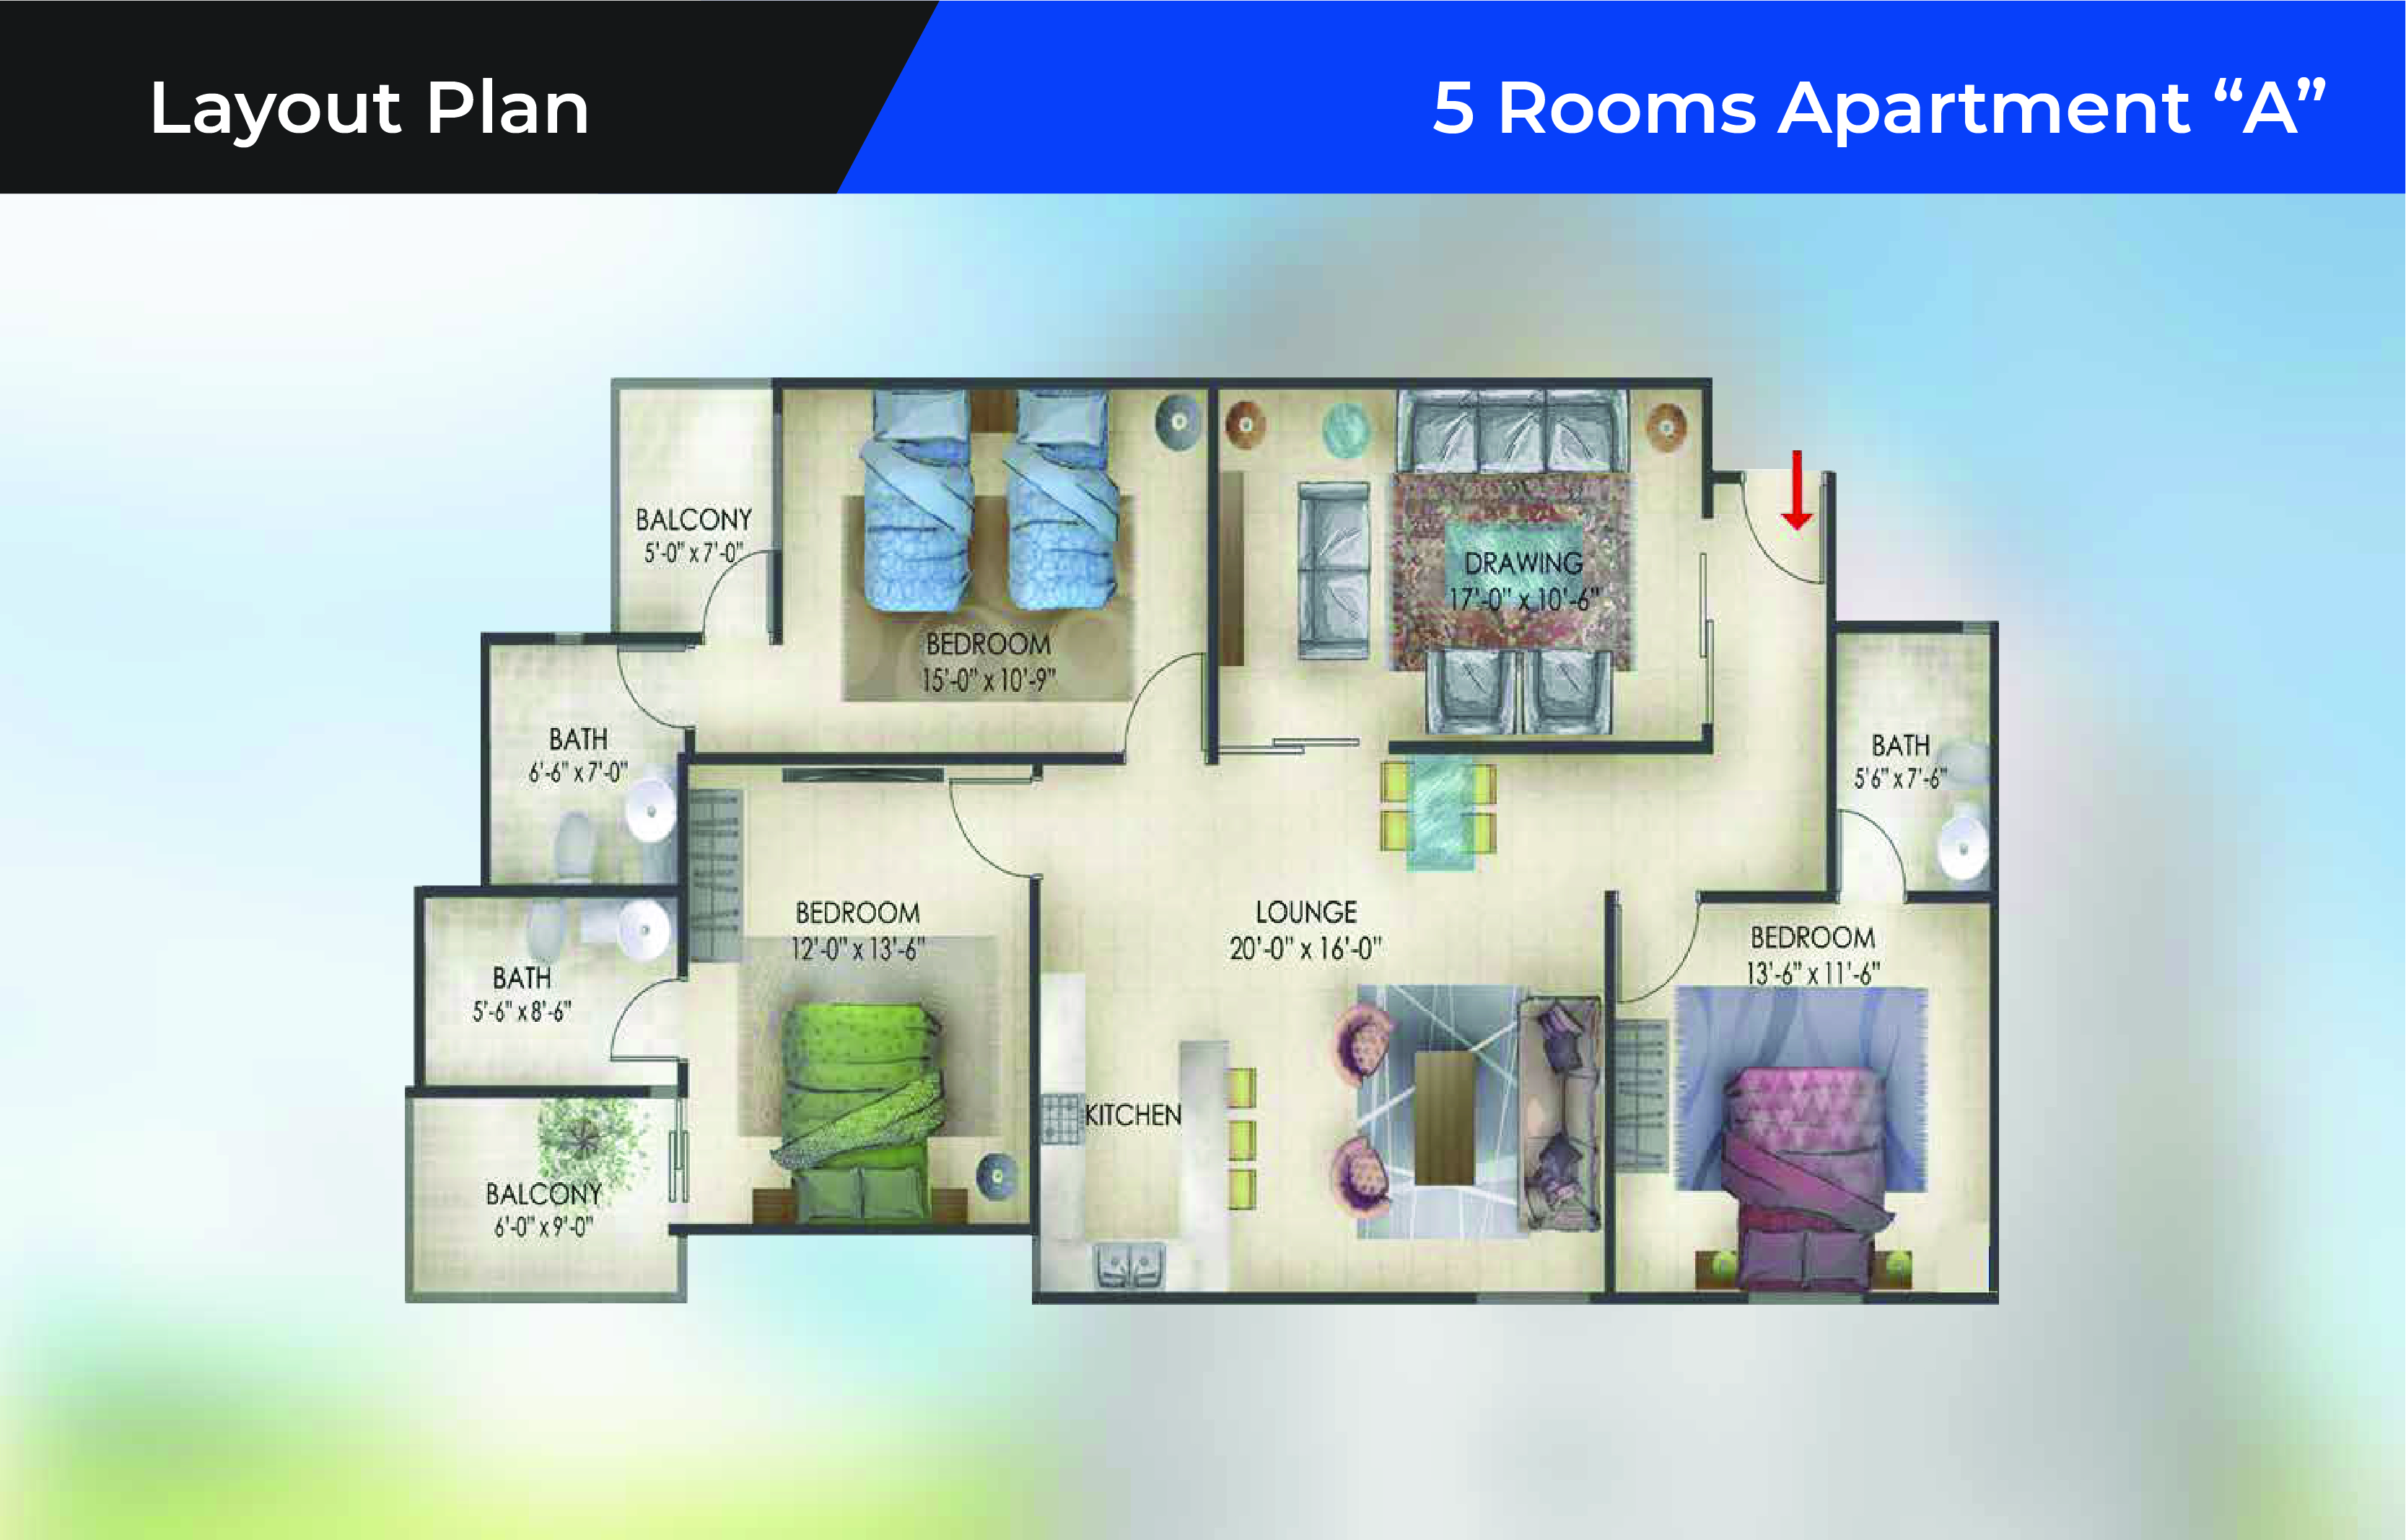 Layout Plan
5 Rooms Apartment “A”
BALCONY
5'-0" x 7'-0"
BEDROOM
15'-0" x 10'-9"
DRAWING
17'-0" x 10'-6"
BATH
6'-6" x 7'-0"
BATH
5'6" x 7'-6"
BEDROOM
12'-0" x 13'-6"
LOUNGE
20'-0" x 16'-0"
BEDROOM
13'-6" x 11'-6"
BATH
5'-6" x 8'-6"
KITCHEN
BALCONY
6'-0" x 9'-0"